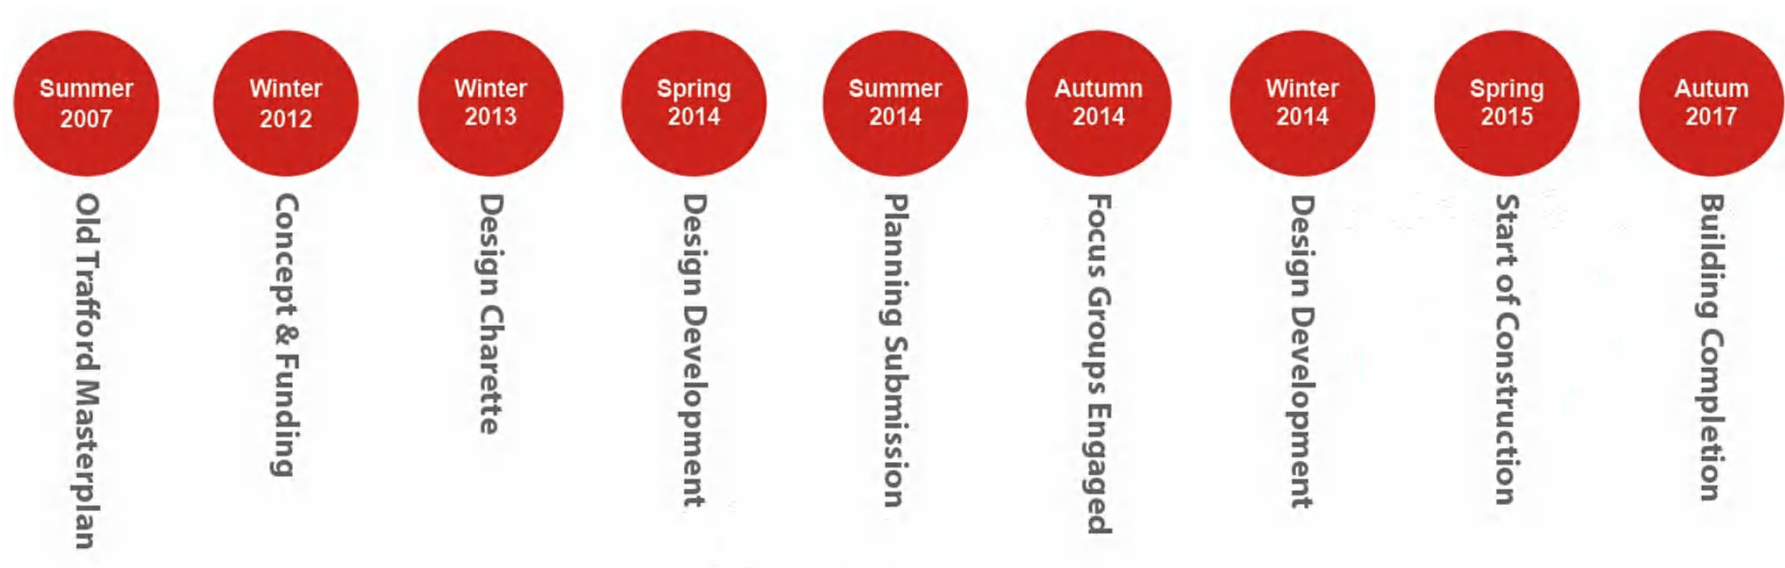 Summer
2007
Old Trafford Masterplan
Winter
2012
Concept & Funding
Winter
2013
Design Charette
Spring
2014
Design Development
Summer
2014
Planning Submission
Autumn
2014
Focus Groups Engaged
Winter
2014
Design Development
Spring
2015
Start of Construction
Autum
2017
Building Completion